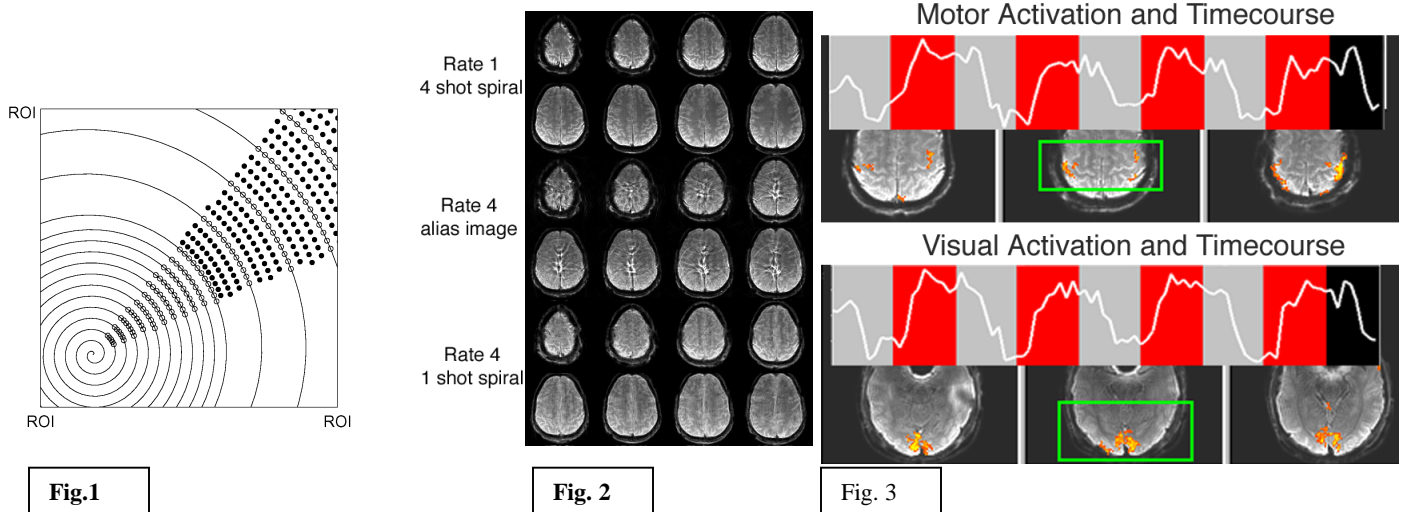 ROI
ROI
ROI
Fig.1
Rate 1
4 shot spiral
Rate 4
alias image
Rate 4
1 shot spiral
Fig. 2
Motor Activation and Timecourse
Visual Activation and Timecourse
Fig. 3